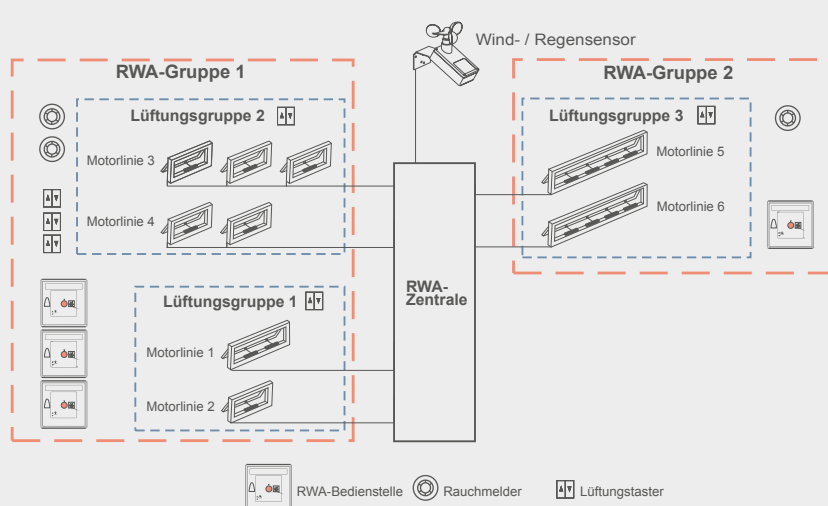 Wind- / Regensensor
RWA-Gruppe 1
Lüftungsgruppe 2
Motorlinie 3
Motorlinie 4
Lüftungsgruppe 1
Motorlinie 1
Motorlinie 2
RWA-
Zentrale
RWA-Gruppe 2
Lüftungsgruppe 3
Motorlinie 5
Motorlinie 6
RWA-Bedienstelle
Rauchmelder
Lüftungstaster